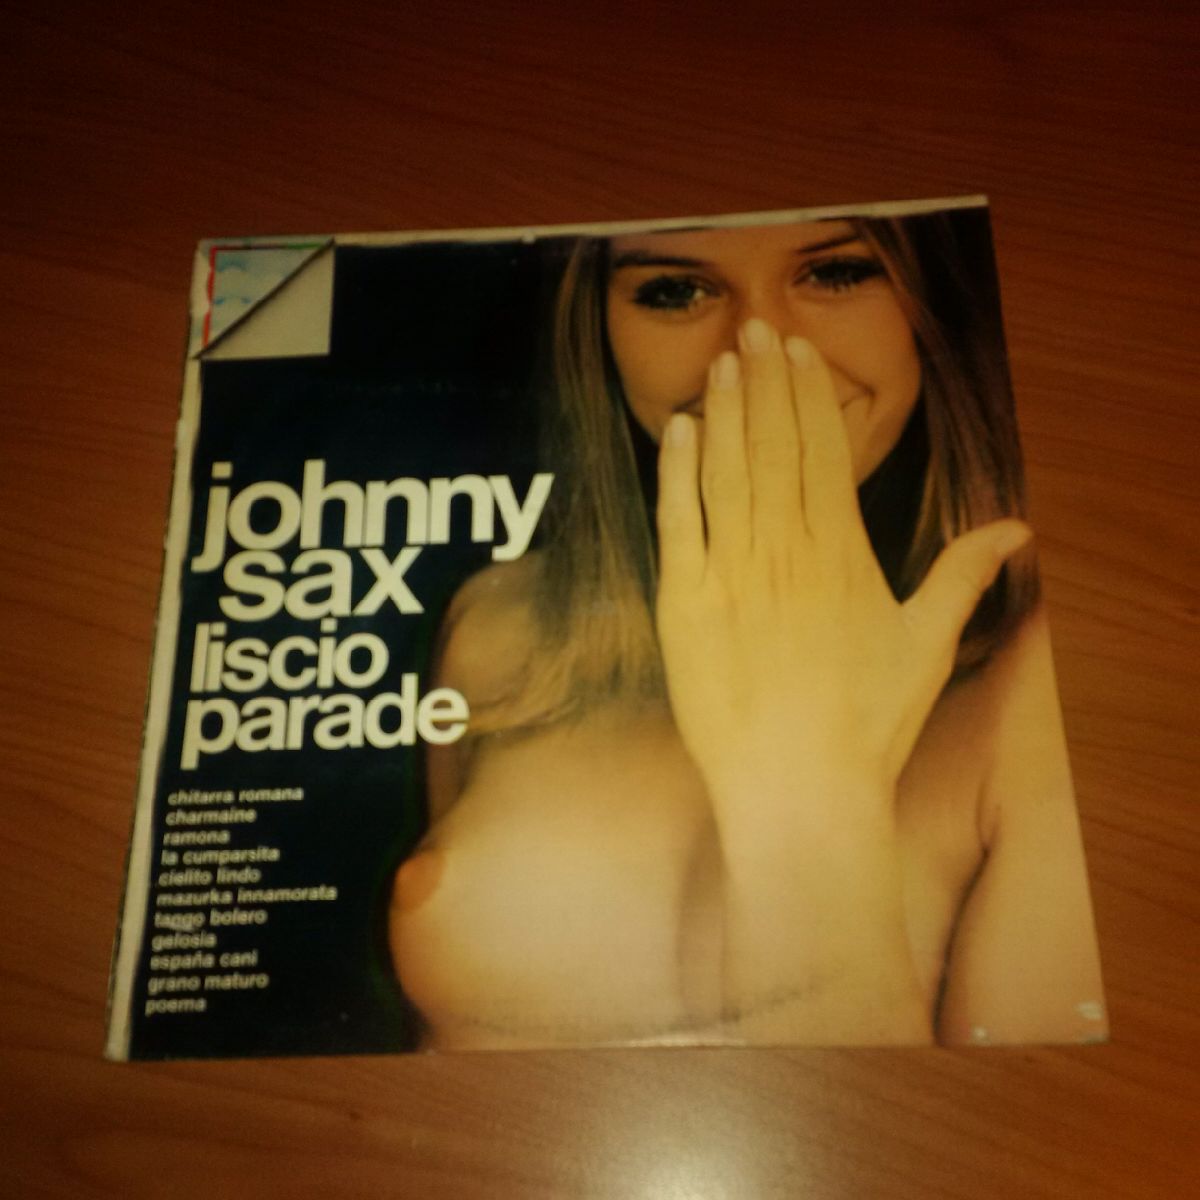 johnny
sax
liscio
parade
chitarra romana
charmaine
ramona
la cumparsita
cielito lindo
mazurka innamorata
tango bolero
gelosia
españa cani
grano maturo
poema